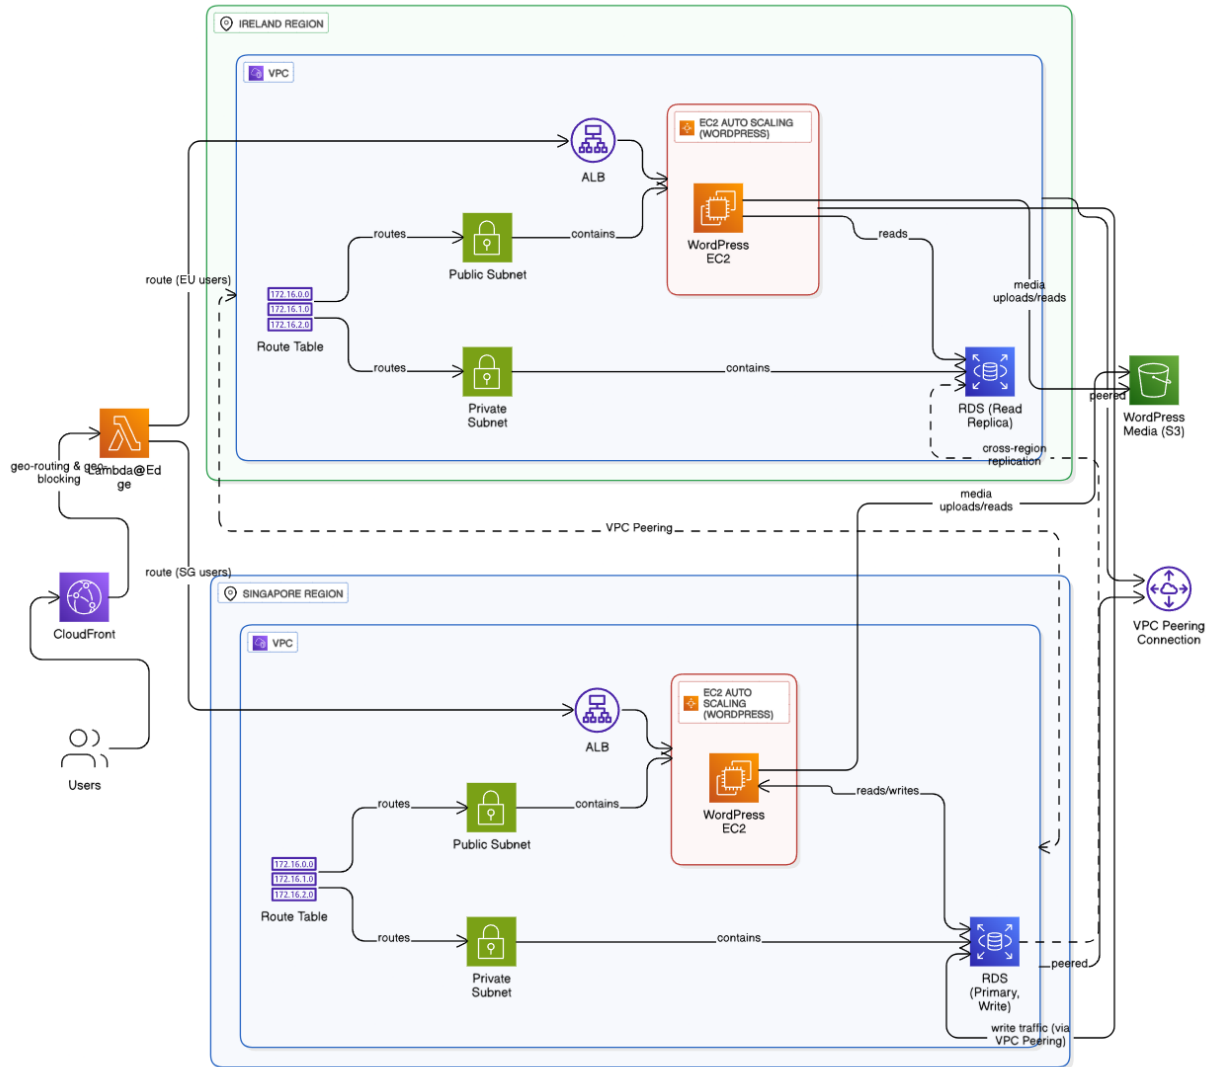 IRELAND REGION
VPC
EC2 AUTO SCALING
(WORDPRESS)
ALB
WordPress
EC2
routes
contains
reads
Public Subnet
route (EU users)
media
uploads/reads
172.16.0.0
172.16.1.0
172.16.2.0
Route Table
routes
contains
peered
Private
Subnet
RDS (Read
Replica)
WordPress
Media (S3)
geo-routing & geo-
blocking
Lambda@Ed
ge
cross-region
replication
media
uploads/reads
VPC Peering
route (SG users)
SINGAPORE REGION
CloudFront
VPC Peering
Connection
VPC
EC2 AUTO
SCALING
(WORDPRESS)
ALB
Users
WordPress
EC2
reads/writes
routes
contains
Public Subnet
172.16.0.0
172.16.1.0
172.16.2.0
Route Table
routes
contains
peered
Private
Subnet
RDS
(Primary,
Write)
write traffic (via
VPC Peering)